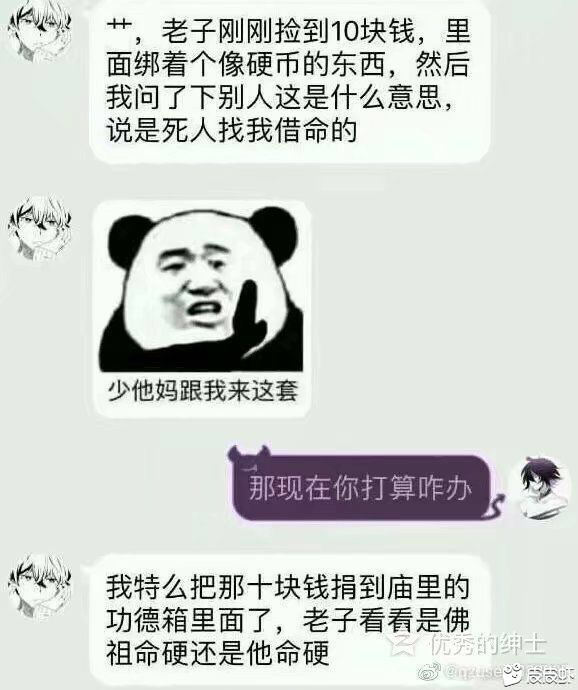 艹，老子刚刚捡到10块钱，里
面绑着个像硬币的东西，然后
我问了下别人这是什么意思，
说是死人找我借命的
少他妈跟我来这套
那现在你打算咋办
我特么把那十块钱捐到庙里的
功德箱里面了，老子看看是佛
祖命硬还是他命硬
优秀的绅士
皮皮虾